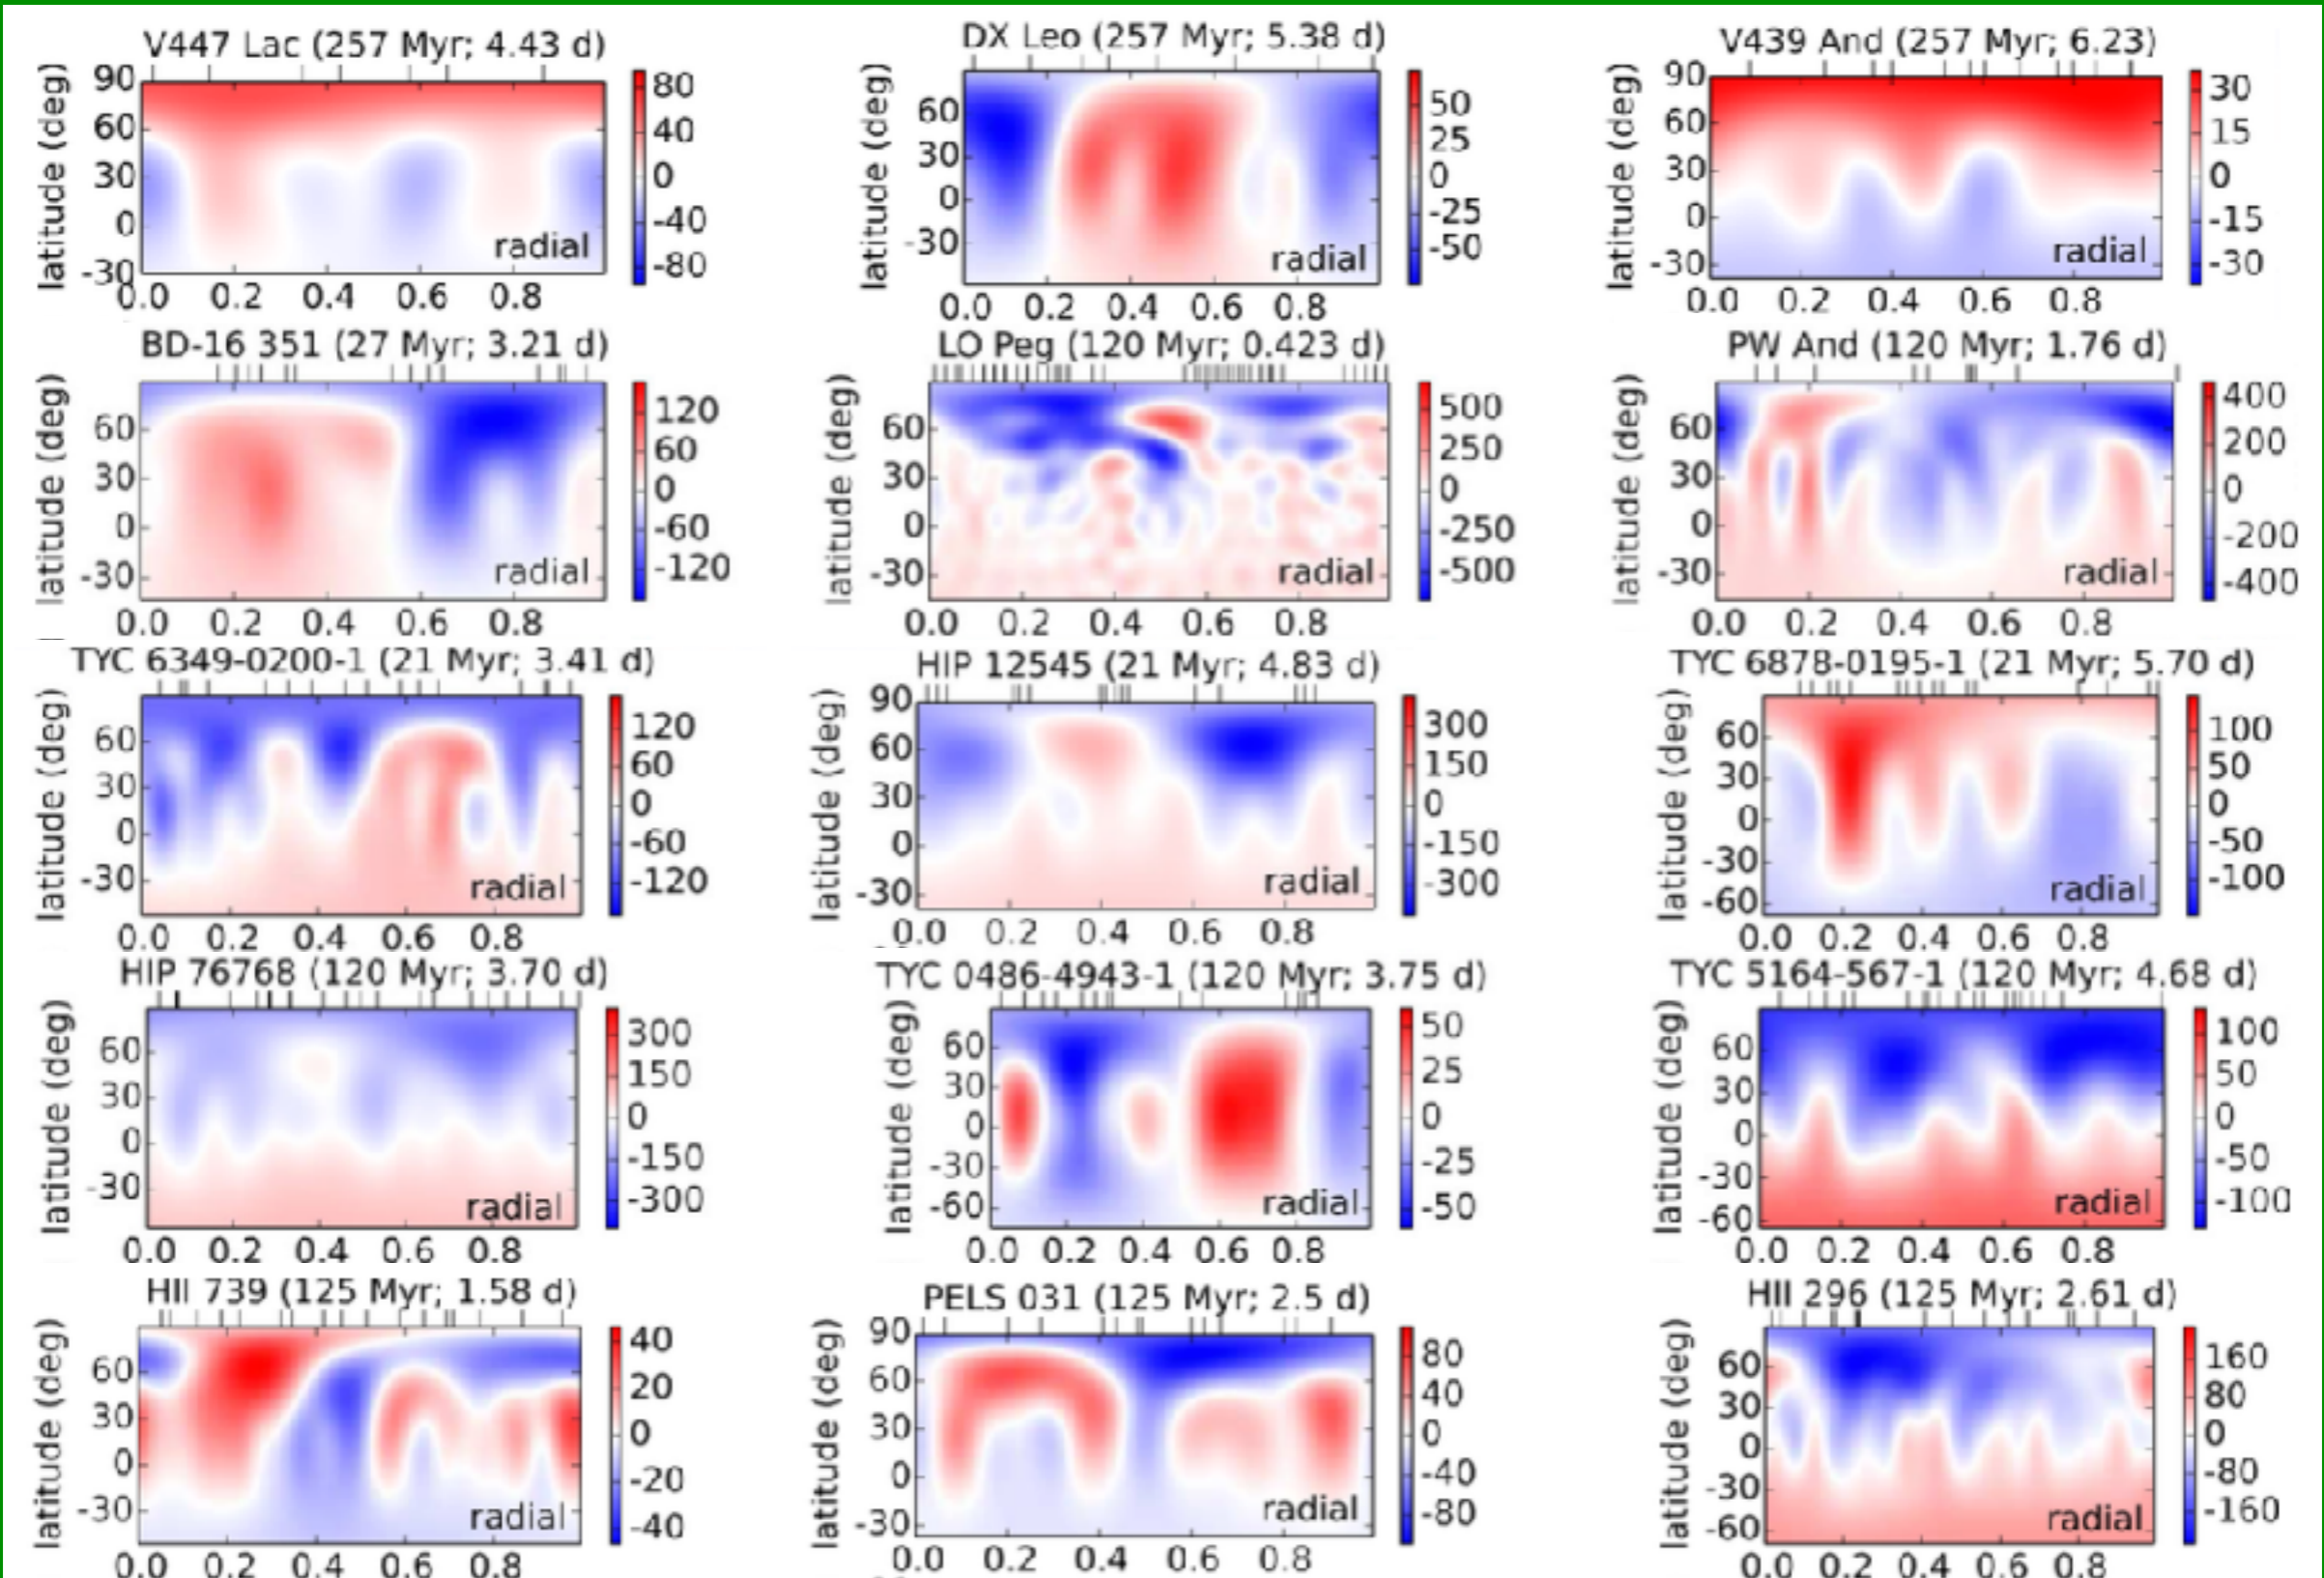 V447 Lac (257 Myr; 4.43 d)
latitude (deg)
90
60
30
0
-30
radial
80
40
0
-40
-80
0.0 0.2 0.4 0.6 0.8
DX Leo (257 Myr; 5.38 d)
latitude (deg)
60
30
0
-30
radial
50
25
0
-25
-50
0.0 0.2 0.4 0.6 0.8
V439 And (257 Myr; 6.23)
latitude (deg)
90
60
30
0
-30
radial
30
15
0
-15
-30
0.0 0.2 0.4 0.6 0.8
BD-16 351 (27 Myr; 3.21 d)
latitude (deg)
60
30
0
-30
radial
120
60
0
-60
-120
0.0 0.2 0.4 0.6 0.8
LO Peg (120 Myr; 0.423 d)
latitude (deg)
60
30
0
-30
radial
500
250
0
-250
-500
0.0 0.2 0.4 0.6 0.8
PW And (120 Myr; 1.76 d)
latitude (deg)
60
30
0
-30
radial
400
200
0
-200
-400
0.0 0.2 0.4 0.6 0.8
TYC 6349-0200-1 (21 Myr; 3.41 d)
latitude (deg)
60
30
0
-30
radial
120
60
0
-60
-120
0.0 0.2 0.4 0.6 0.8
HIP 12545 (21 Myr; 4.83 d)
latitude (deg)
90
60
30
0
-30
radial
300
150
0
-150
-300
0.0 0.2 0.4 0.6 0.8
TYC 6878-0195-1 (21 Myr; 5.70 d)
latitude (deg)
60
30
0
-30
-60
radial
100
50
0
-50
-100
0.0 0.2 0.4 0.6 0.8
HIP 76768 (120 Myr; 3.70 d)
latitude (deg)
60
30
0
-30
radial
300
150
0
-150
-300
0.0 0.2 0.4 0.6 0.8
TYC 0486-4943-1 (120 Myr; 3.75 d)
latitude (deg)
60
30
0
-30
-60
radial
50
25
0
-25
-50
0.0 0.2 0.4 0.6 0.8
TYC 5164-567-1 (120 Myr; 4.68 d)
latitude (deg)
60
30
0
-30
-60
radial
100
50
0
-50
-100
0.0 0.2 0.4 0.6 0.8
HII 739 (125 Myr; 1.58 d)
latitude (deg)
60
30
0
-30
radial
40
20
0
-20
-40
0.0 0.2 0.4 0.6 0.8
PELS 031 (125 Myr; 2.5 d)
latitude (deg)
90
60
30
0
-30
radial
80
40
0
-40
-80
0.0 0.2 0.4 0.6 0.8
HII 296 (125 Myr; 2.61 d)
latitude (deg)
60
30
0
-30
-60
radial
160
80
0
-80
-160
0.0 0.2 0.4 0.6 0.8